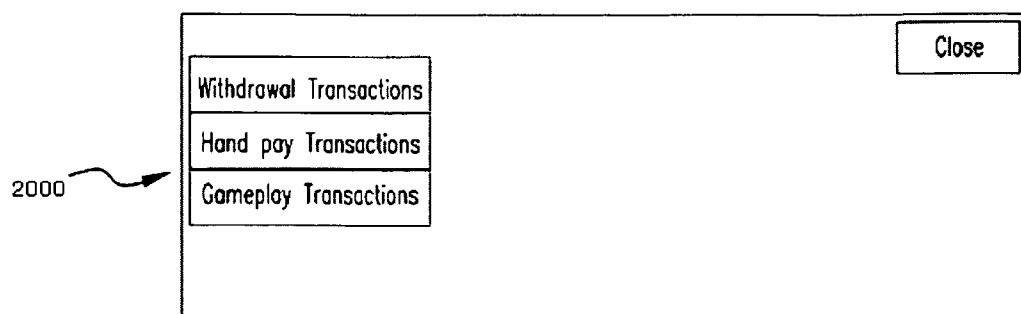 Close
Withdrawal Transactions
Hand pay Transactions
2000
Gameplay Transactions